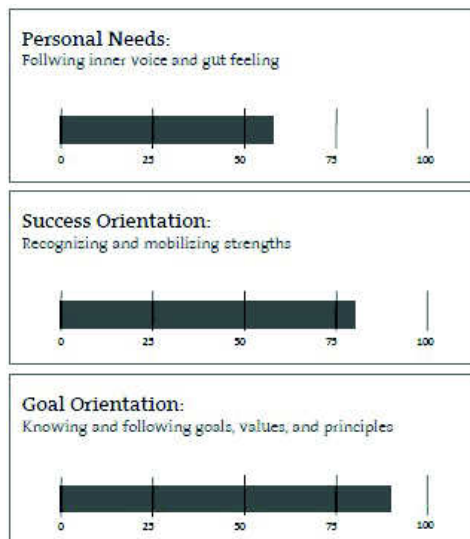 Personal Needs:
Follwing inner voice and gut feeling
0 25 50 75 100
Success Orientation:
Recognizing and mobilizing strengths
0 25 50 75 100
Goal Orientation:
Knowing and following goals, values, and principles
0 25 50 75 100